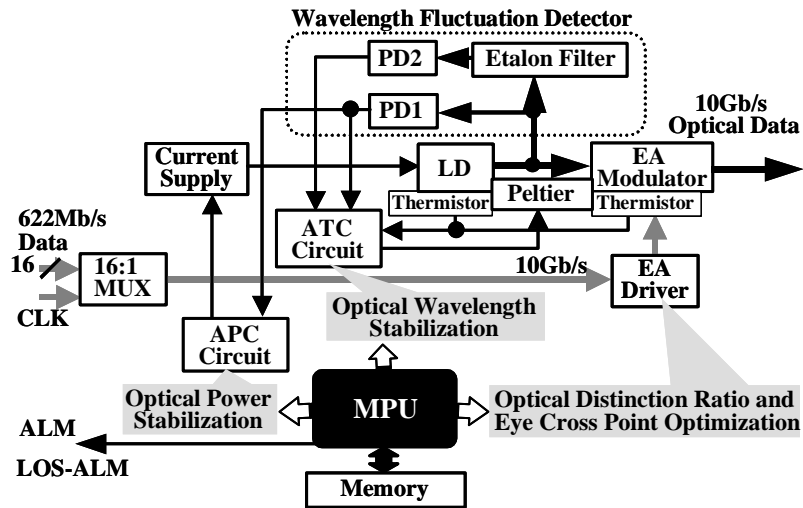 Wavelength Fluctuation Detector
PD2
Etalon Filter
PD1
10Gb/s
Optical Data
Current
Supply
LD
EA
Modulator
Thermistor
Peltier
Thermistor
622Mb/s
Data
16
16:1
MUX
CLK
ATC
Circuit
10Gb/s
EA
Driver
Optical Wavelength
Stabilization
APC
Circuit
Optical Power
Stabilization
MPU
Optical Distinction Ratio and
Eye Cross Point Optimization
ALM
LOS-ALM
Memory